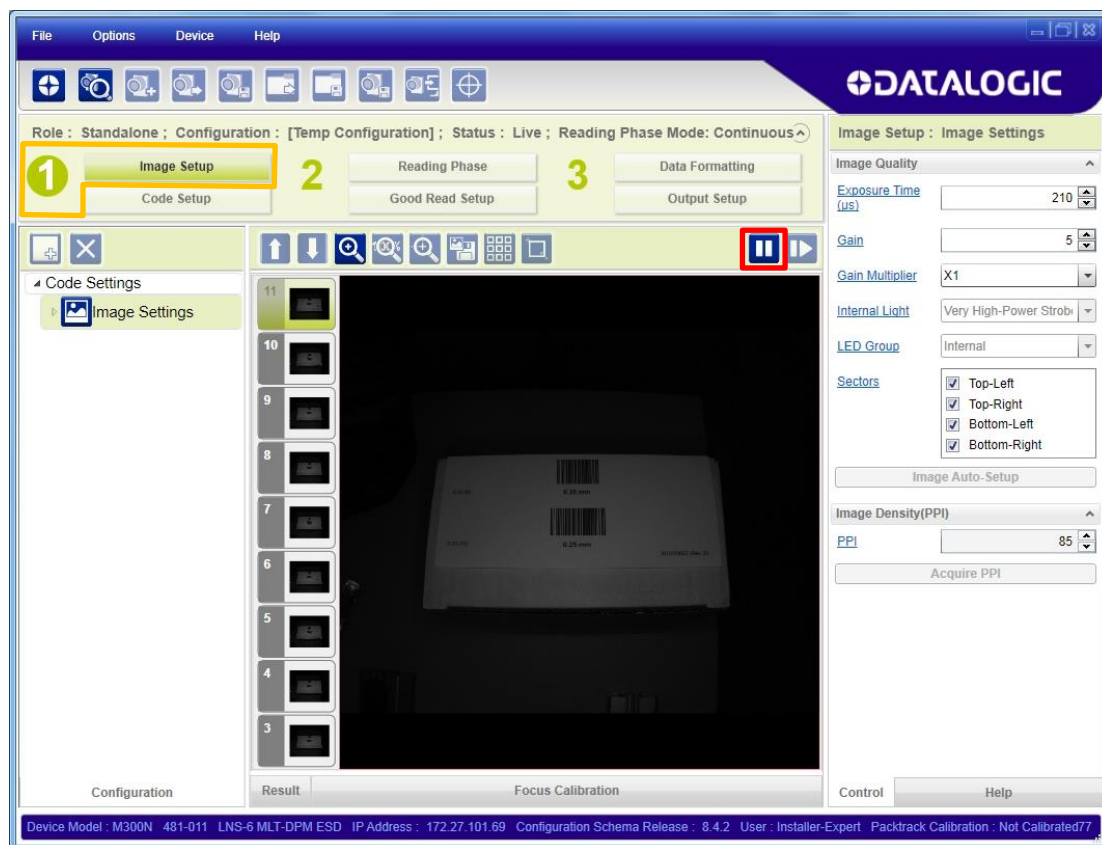 File Options Device Help
DATALOGIC
Role : Standalone ; Configuration : [Temp Configuration] ; Status : Live ; Reading Phase Mode: Continuous
Image Setup : Image Settings
1 Image Setup
Code Setup
2 Reading Phase
Good Read Setup
3 Data Formatting
Output Setup
Code Settings
Image Settings
Configuration
100%
11
10
9
8
7
6
5
4
3
0.25 mm
Result Focus Calibration
Image Quality
Exposure Time (µs) 210
Gain 5
Gain Multiplier X1
Internal Light Very High-Power Strob
LED Group Internal
Sectors
Top-Left
Top-Right
Bottom-Left
Bottom-Right
Image Auto-Setup
Image Density(PPI)
PPI 85
Acquire PPI
Control Help
Device Model : M300N 481-011 LNS-6 MLT-DPM ESD IP Address : 172.27.101.69 Configuration Schema Release : 8.4.2 User : Installer-Expert Packtrack Calibration : Not Calibrated77